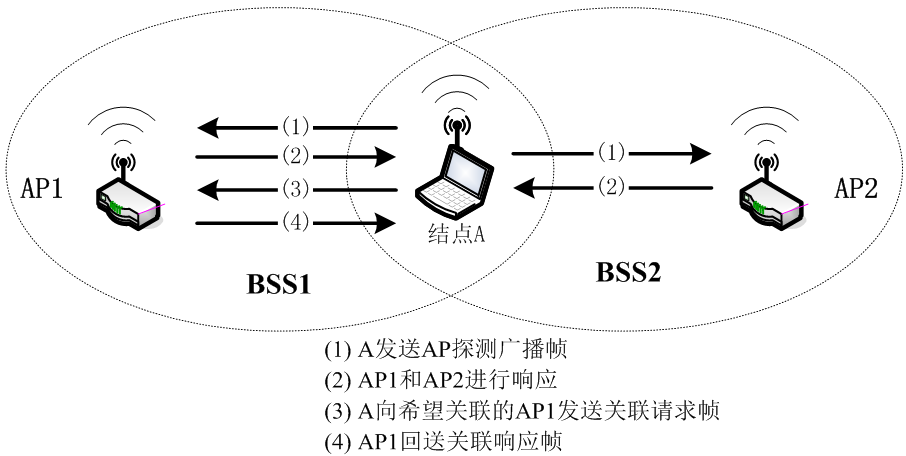 (1)
(2)
(3)
(4)
(1)
(2)
AP1
结点A
AP2
BSS1
BSS2
(1) A发送AP探测广播帧
(2) AP1和AP2进行响应
(3) A向希望关联的AP1发送关联请求帧
(4) AP1回送关联响应帧